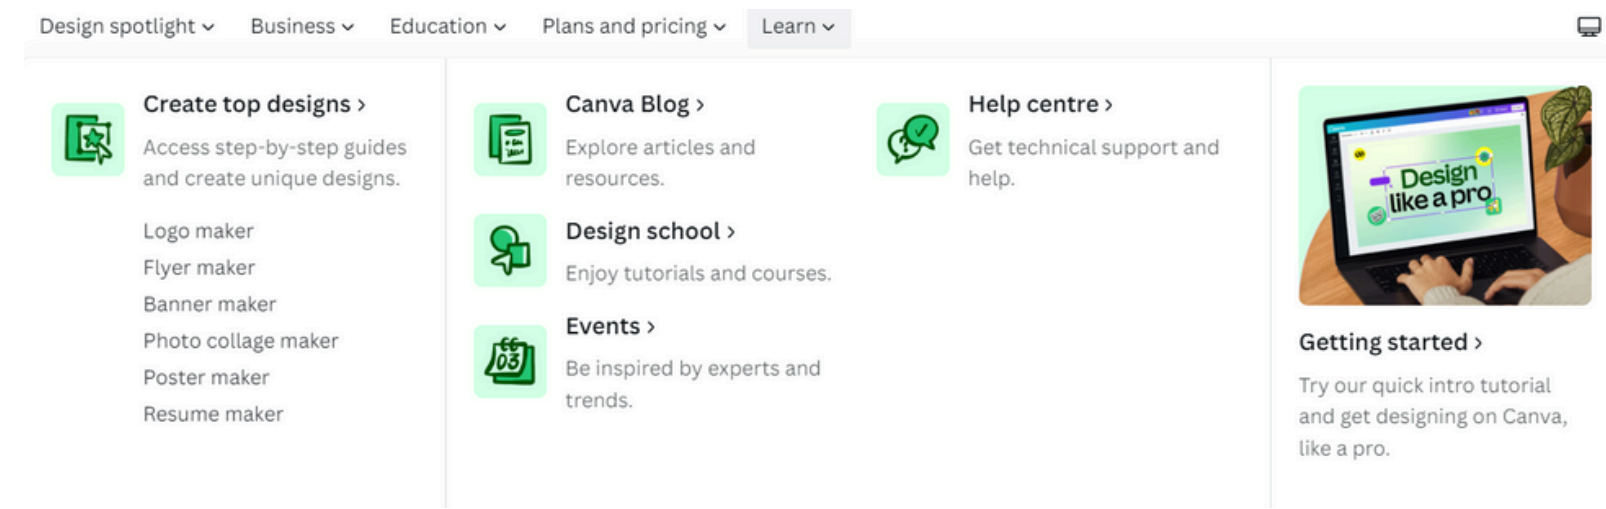 Design spotlight Business Education Plans and pricing Learn
Create top designs >
Access step-by-step guides
and create unique designs.
Logo maker
Flyer maker
Banner maker
Photo collage maker
Poster maker
Resume maker
Canva Blog >
Explore articles and
resources.
Design school >
Enjoy tutorials and courses.
03
Events >
Be inspired by experts and
trends.
Help centre >
Get technical support and
help.
Design
like a pro
Getting started >
Try our quick intro tutorial
and get designing on Canva,
like a pro.